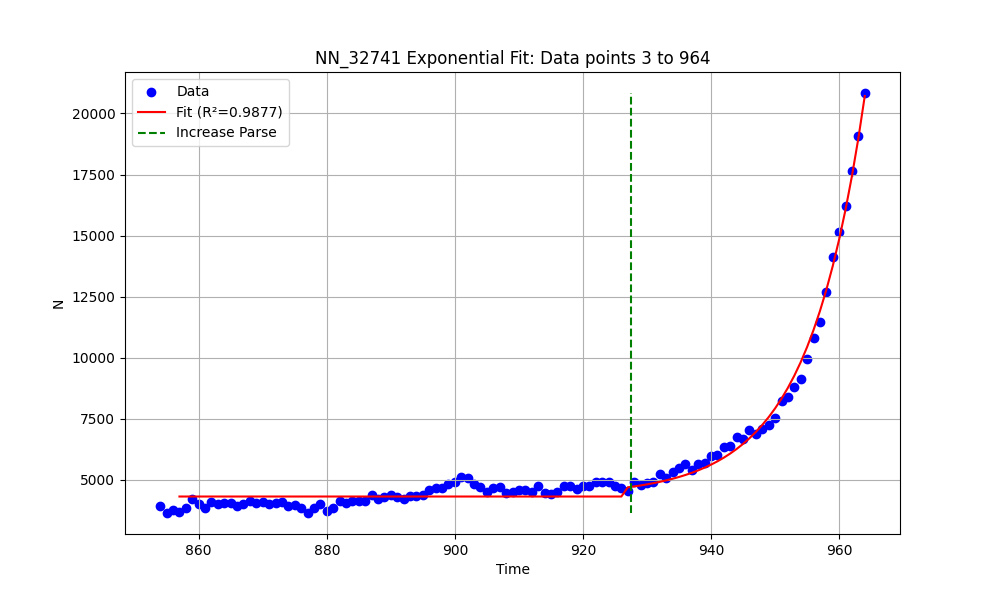 NN_32741 Exponential Fit: Data points 3 to 964
Data
Fit (R²=0.9877)
Increase Parse
20000
17500
15000
12500
10000
7500
5000
N
860
880
900
920
940
960
Time